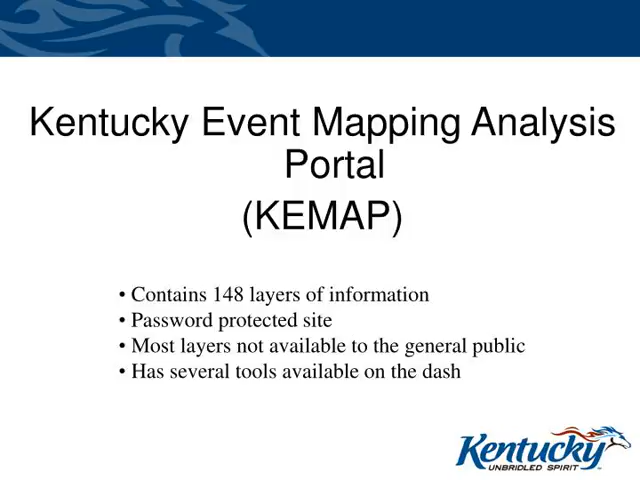 Kentucky Event Mapping Analysis
Portal
(KEMAP)
• Contains 148 layers of information
• Password protected site
• Most layers not available to the general public
• Has several tools available on the dash
Kentucky
UNBRIDLED SPIRIT